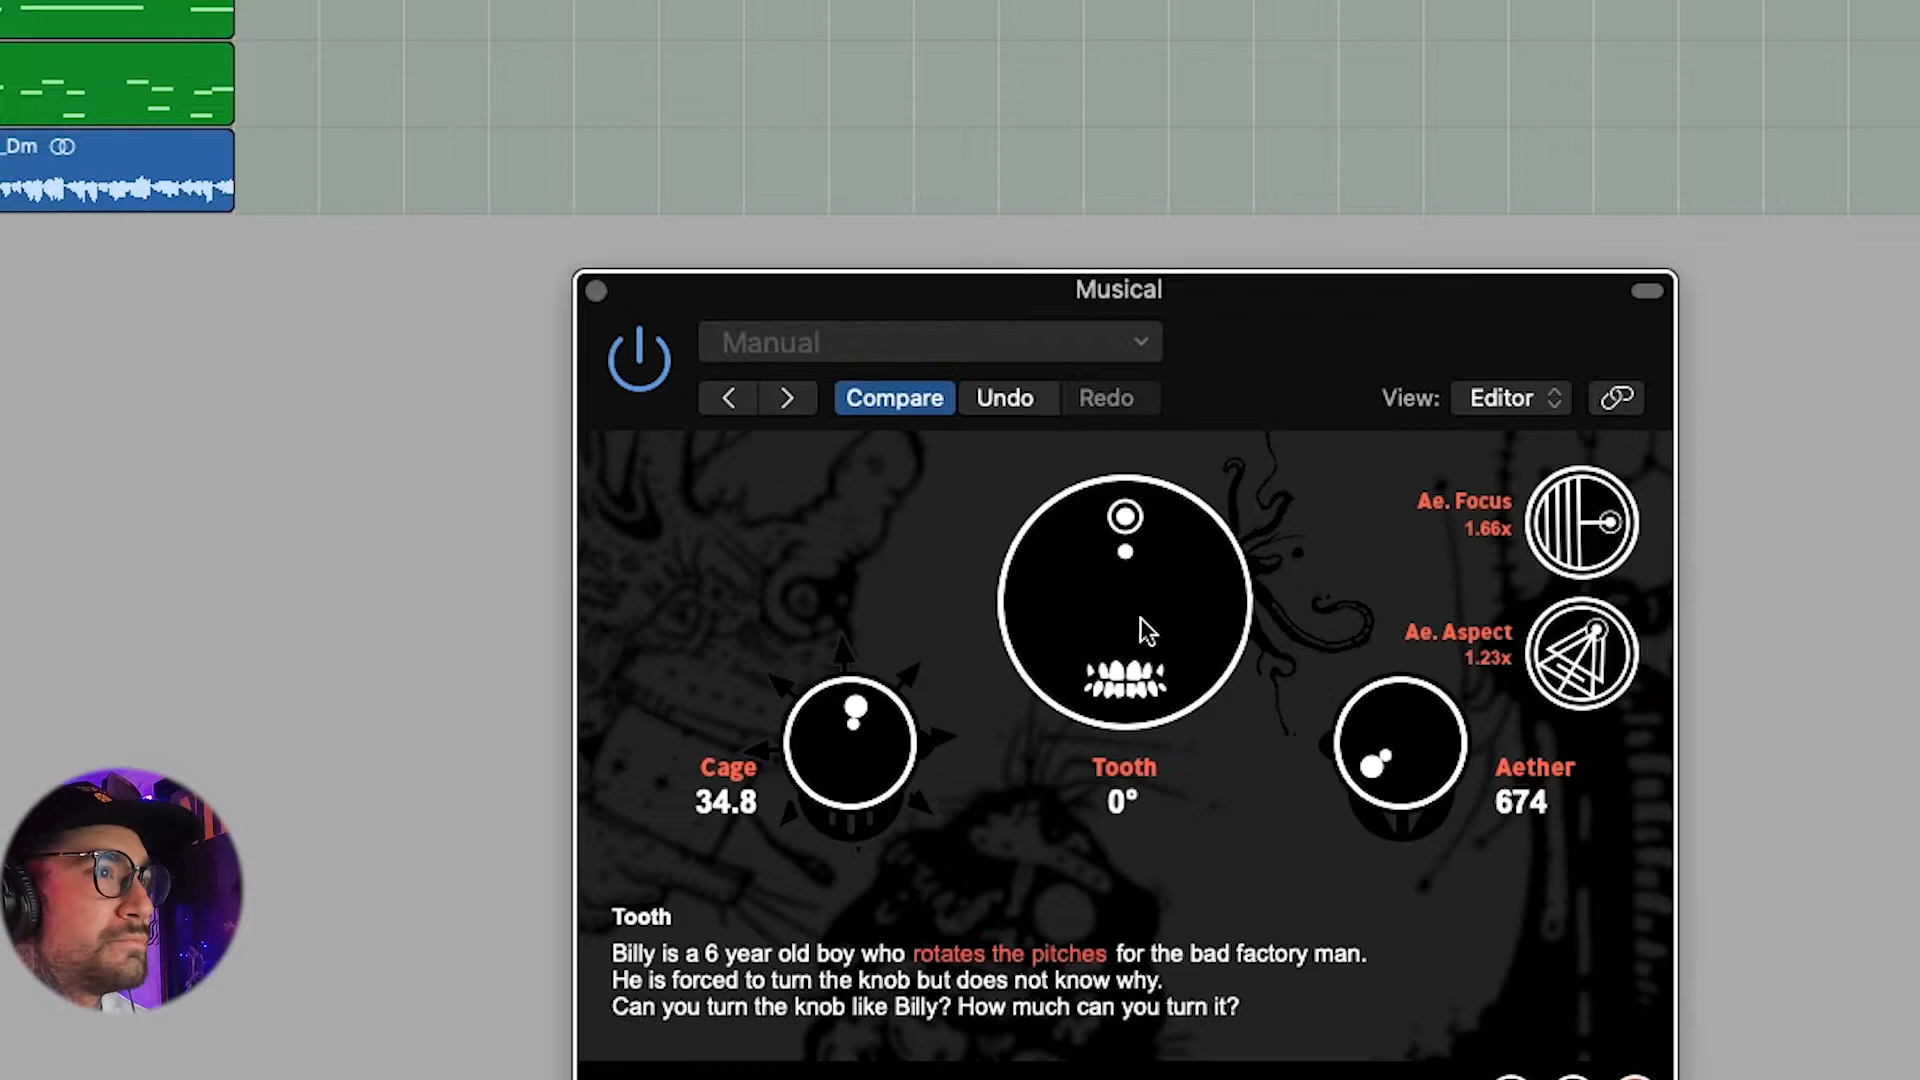 _Dm
Musical
Manual
Compare
Undo
Redo
View:
Editor
Ae. Focus
1.66x
Ae. Aspect
1.23x
Cage
34.8
Tooth
0°
Aether
674
Tooth
Billy is a 6 year old boy who rotates the pitches for the bad factory man.
He is forced to turn the knob but does not know why.
Can you turn the knob like Billy? How much can you turn it?